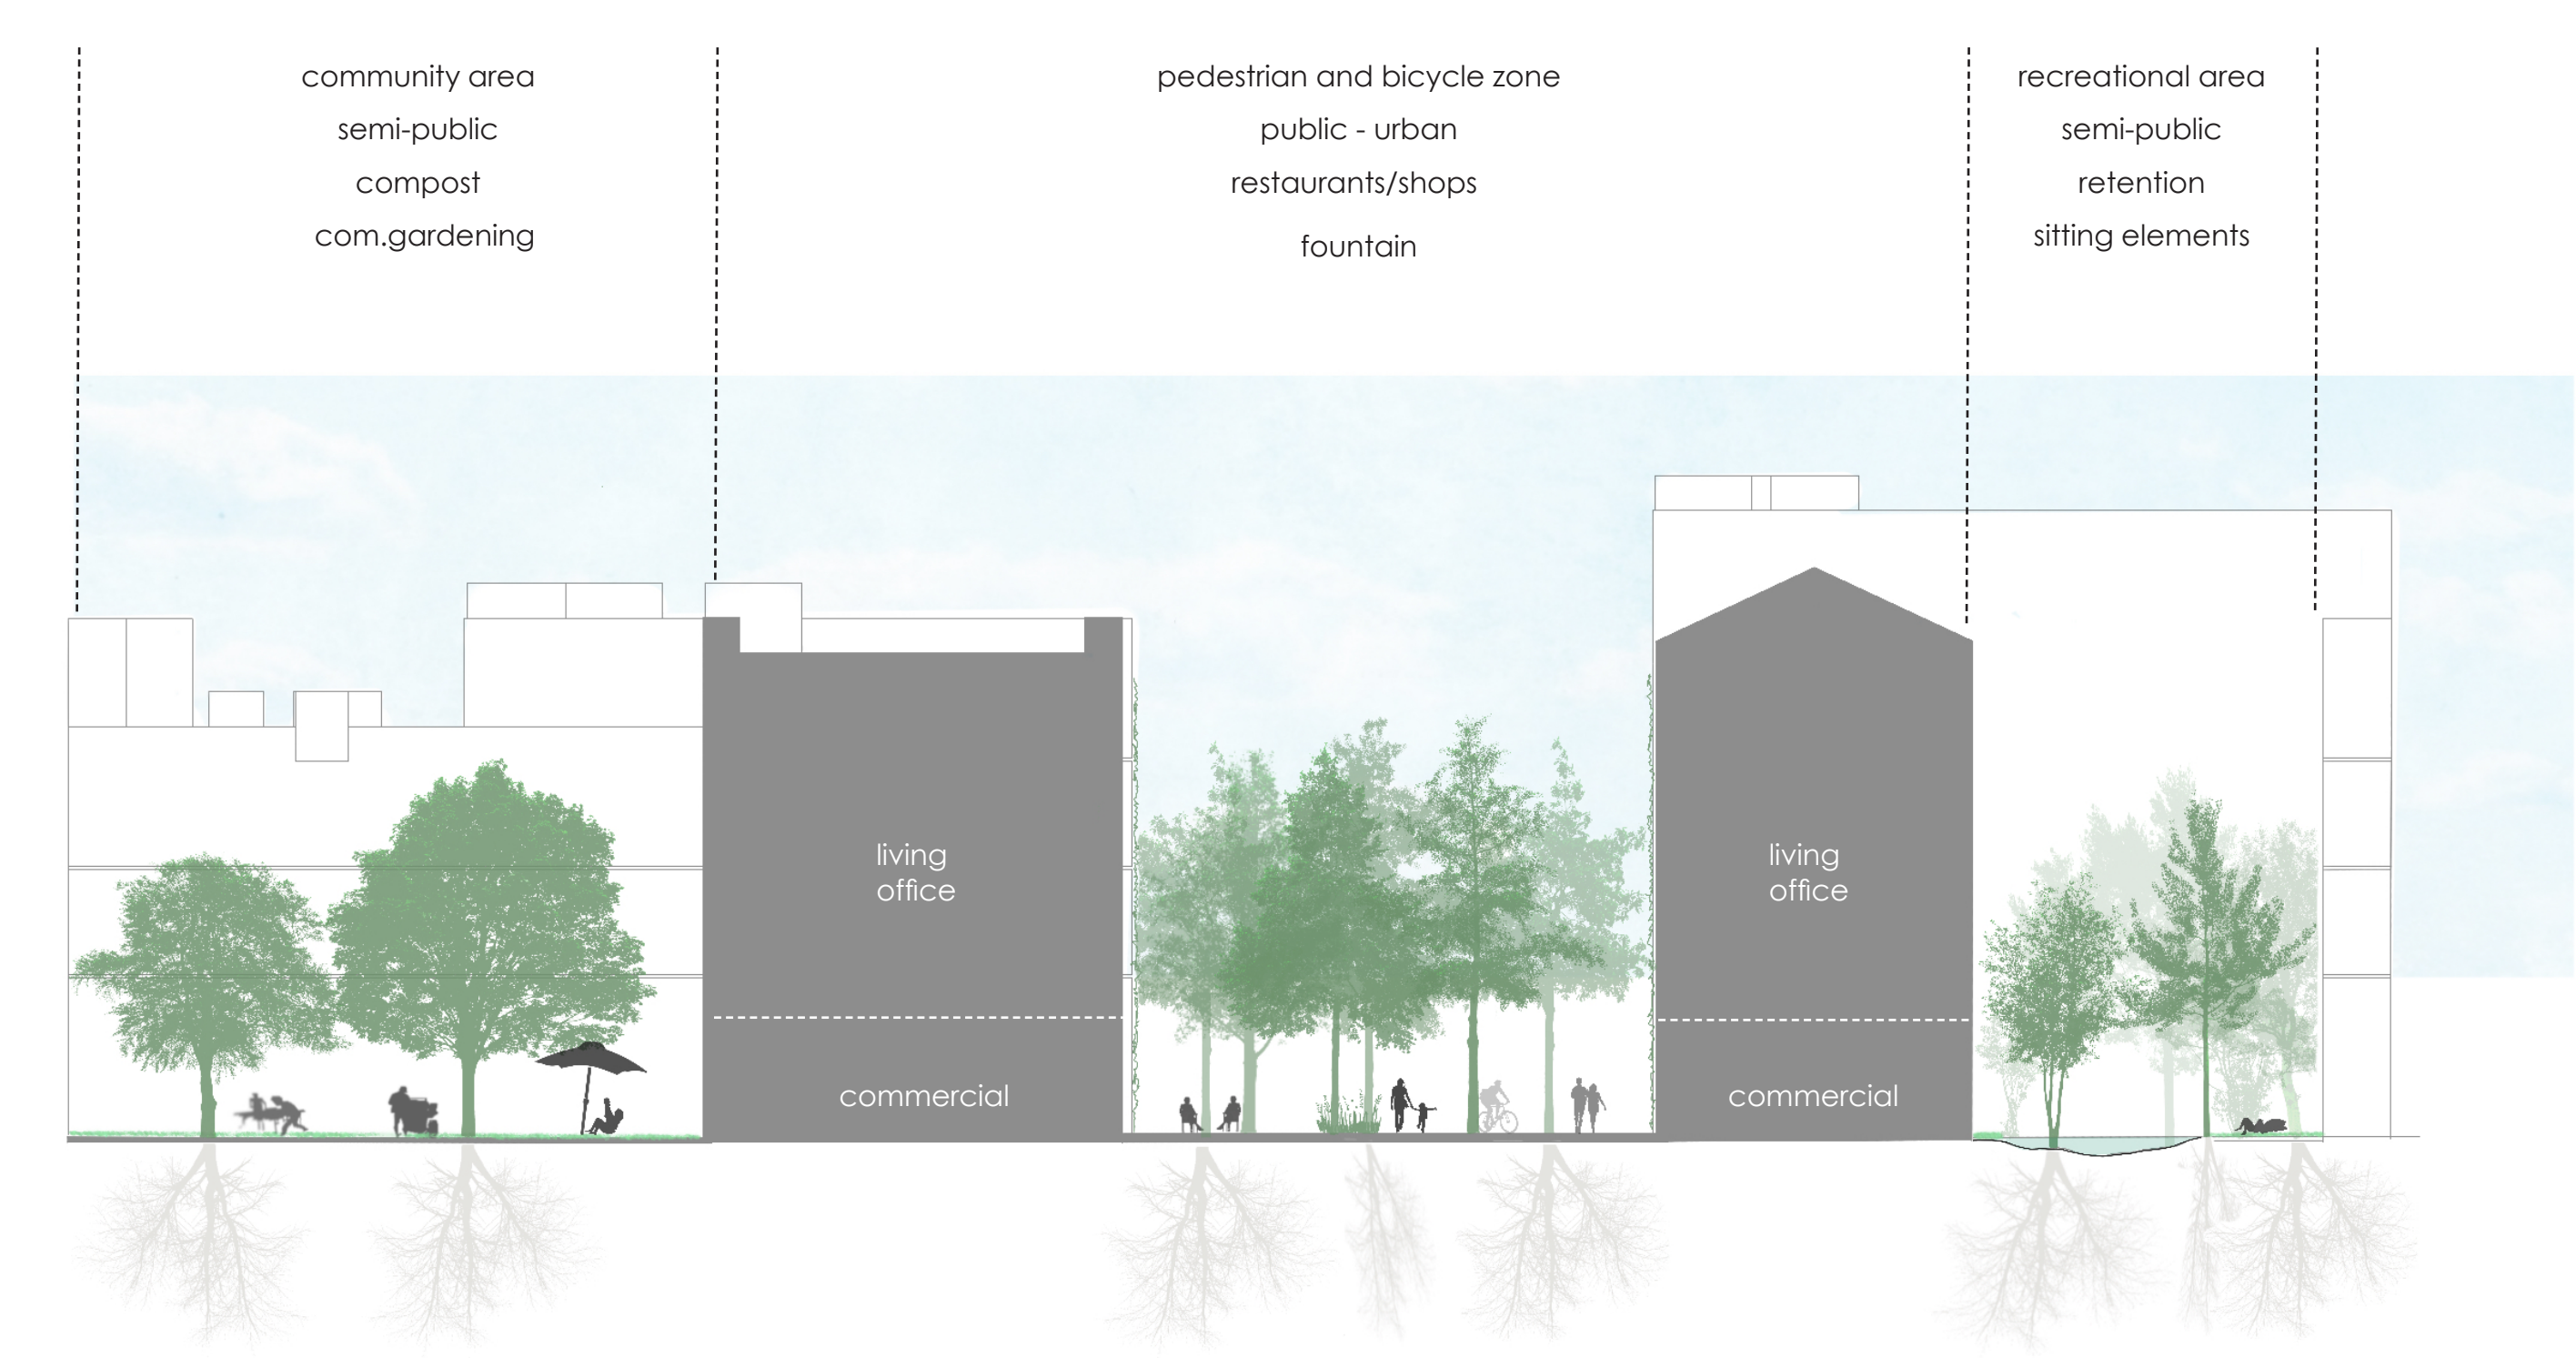 community area
semi-public
compost
com.gardening
pedestrian and bicycle zone
public - urban
restaurants/shops
fountain
recreational area
semi-public
retention
sitting elements
living
office
commercial
living
office
commercial